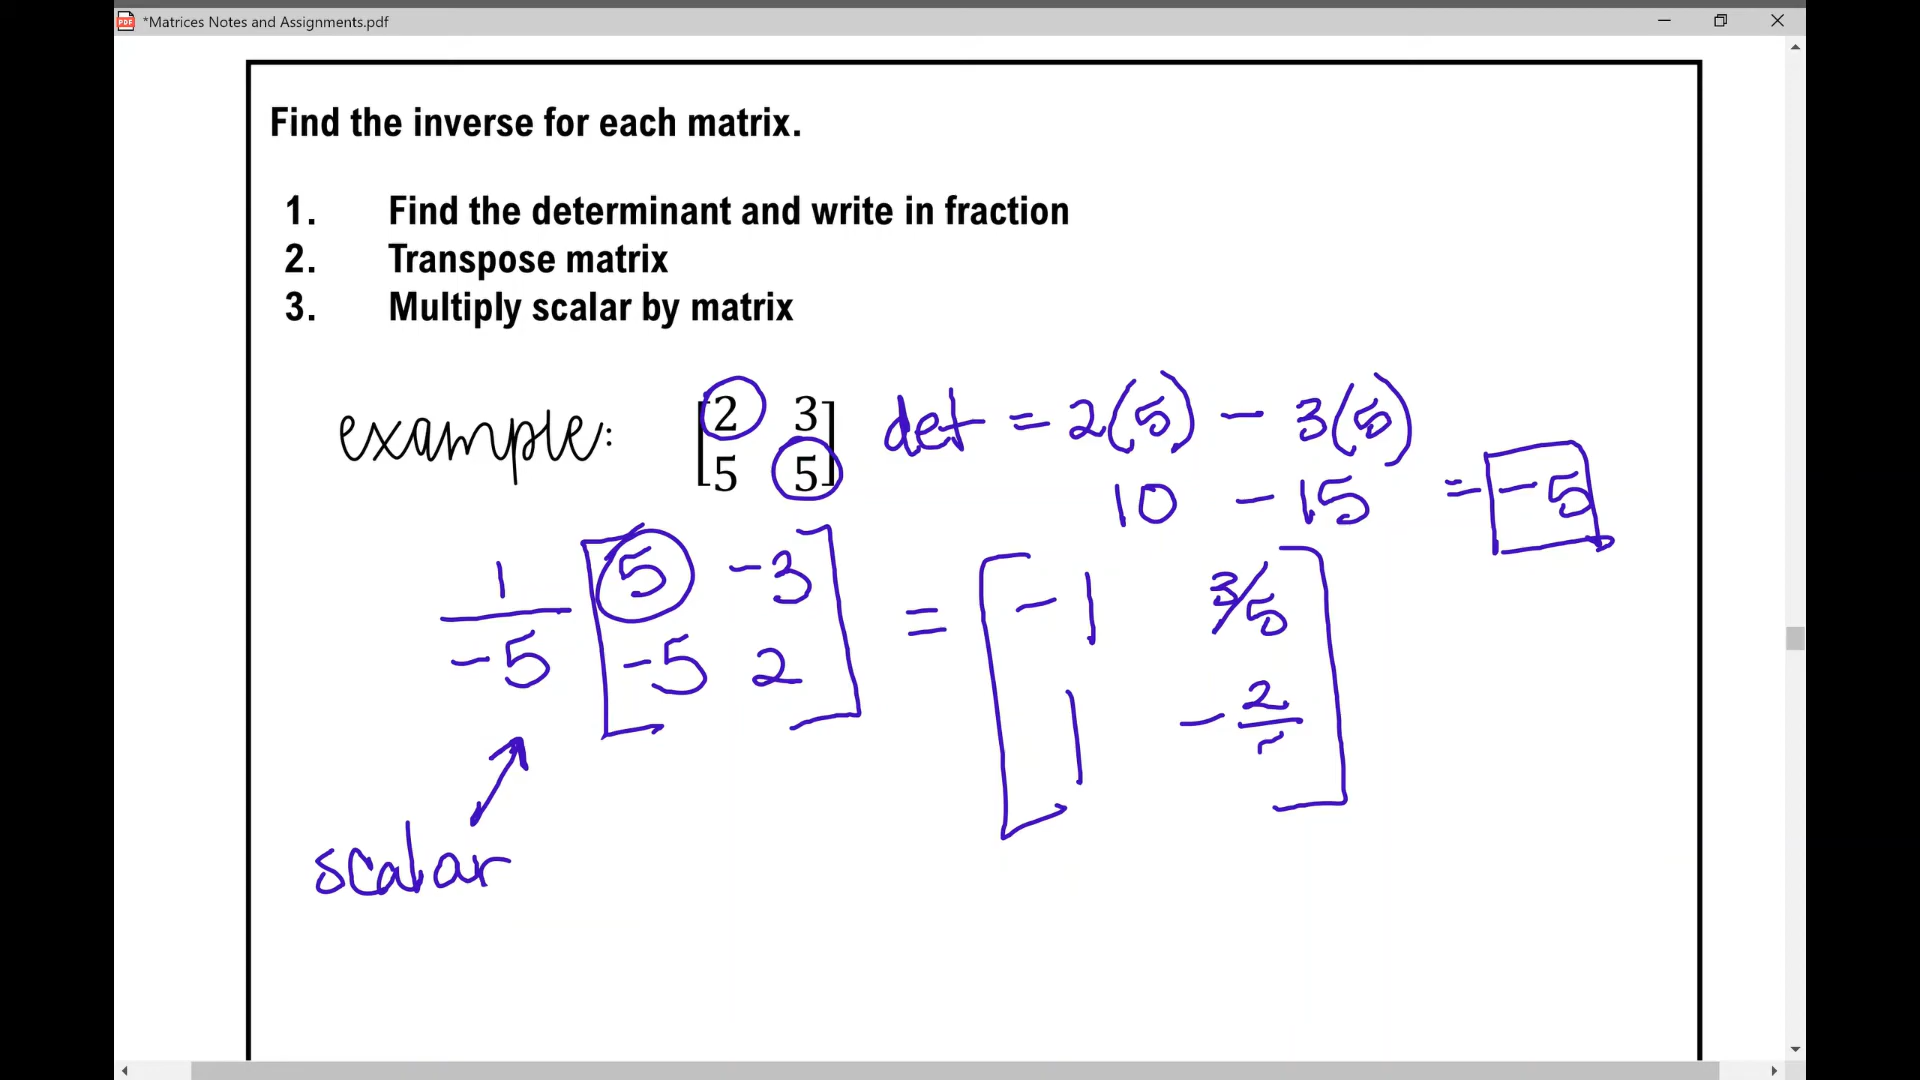 *Matrices Notes and Assignments.pdf
Find the inverse for each matrix.
1. Find the determinant and write in fraction
2. Transpose matrix
3. Multiply scalar by matrix
example: [2 3 det = 2(5) - 3(5)
5 5] 10 - 15 = -5
1/-5 [5 -3 = [-1 3/5
-5 2] 1 - 2/
scalar